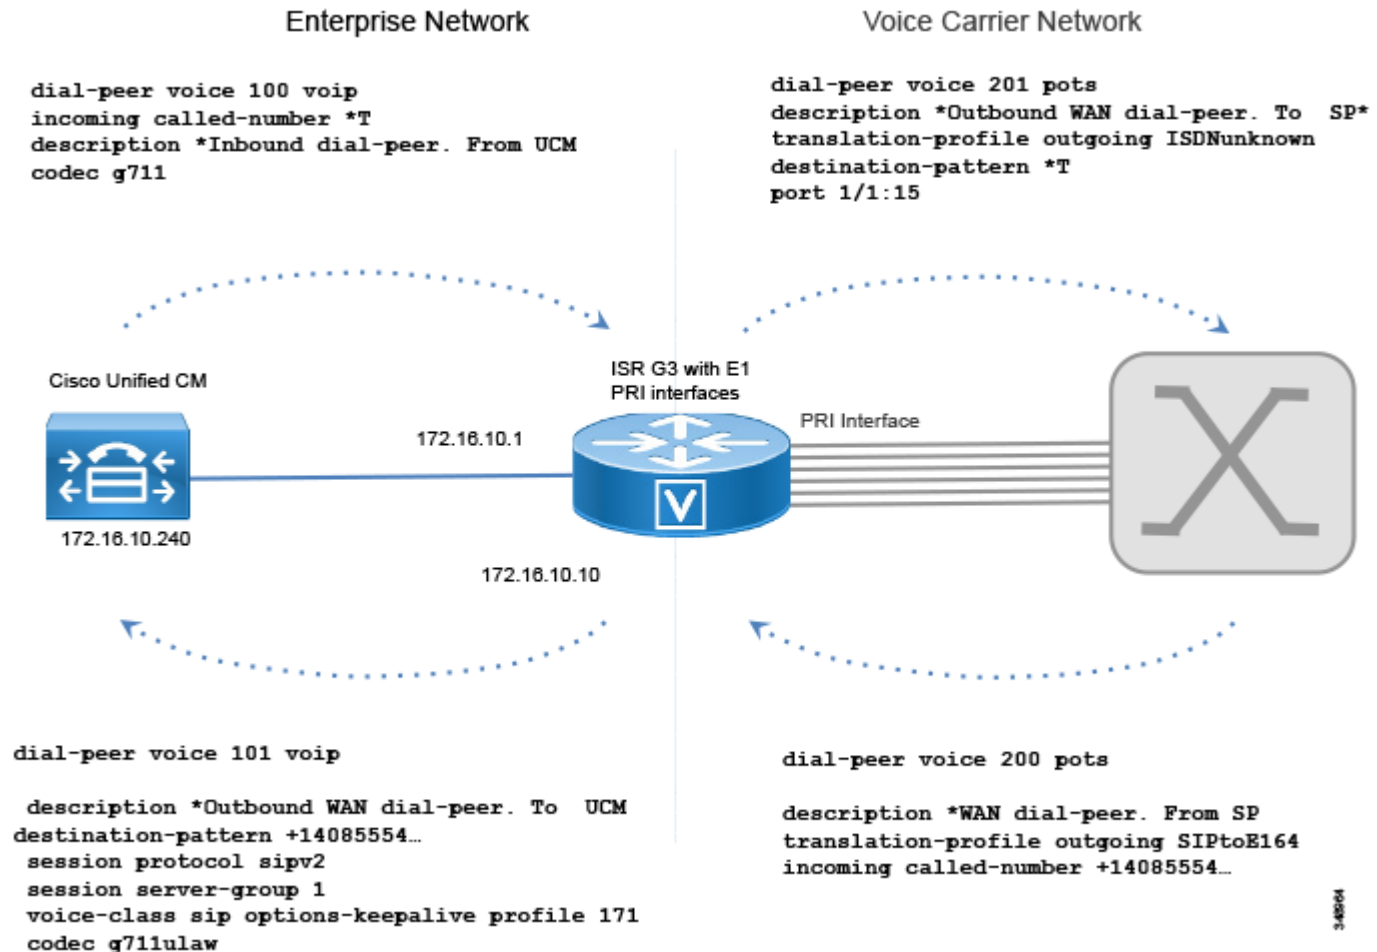 Enterprise Network
Voice Carrier Network
dial-peer voice 100 voip
incoming called-number *T
description *Inbound dial-peer. From UCM
codec g711
dial-peer voice 201 pots
description *Outbound WAN dial-peer. To SP*
translation-profile outgoing ISDNunknown
destination-pattern *T
port 1/1:15
Cisco Unified CM
172.16.10.240
172.16.10.1
ISR G3 with E1
PRI interfaces
V
172.16.10.10
PRI Interface
dial-peer voice 101 voip
description *Outbound WAN dial-peer. To UCM
destination-pattern +14085554…
session protocol sipv2
session server-group 1
voice-class sip options-keepalive profile 171
codec g711ulaw
dial-peer voice 200 pots
description *WAN dial-peer. From SP
translation-profile outgoing SIPtoE164
incoming called-number +14085554…
348964